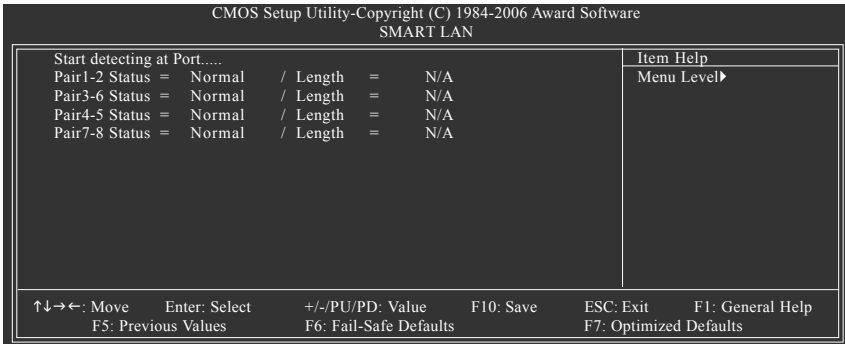 CMOS Setup Utility-Copyright (C) 1984-2006 Award Software
SMART LAN
Start detecting at Port.....
Pair1-2 Status = Normal / Length = N/A
Pair3-6 Status = Normal / Length = N/A
Pair4-5 Status = Normal / Length = N/A
Pair7-8 Status = Normal / Length = N/A
Item Help
Menu Level▶
↑↓→←: Move Enter: Select +/-/PU/PD: Value F10: Save ESC: Exit F1: General Help
F5: Previous Values F6: Fail-Safe Defaults F7: Optimized Defaults